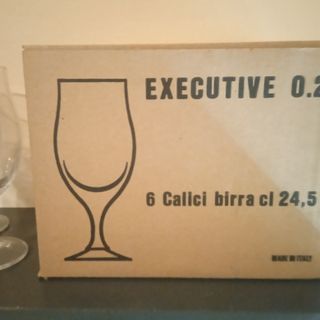 EXECUTIVE 0.2
6 Calici birra cl 24,5
MADE IN ITALY